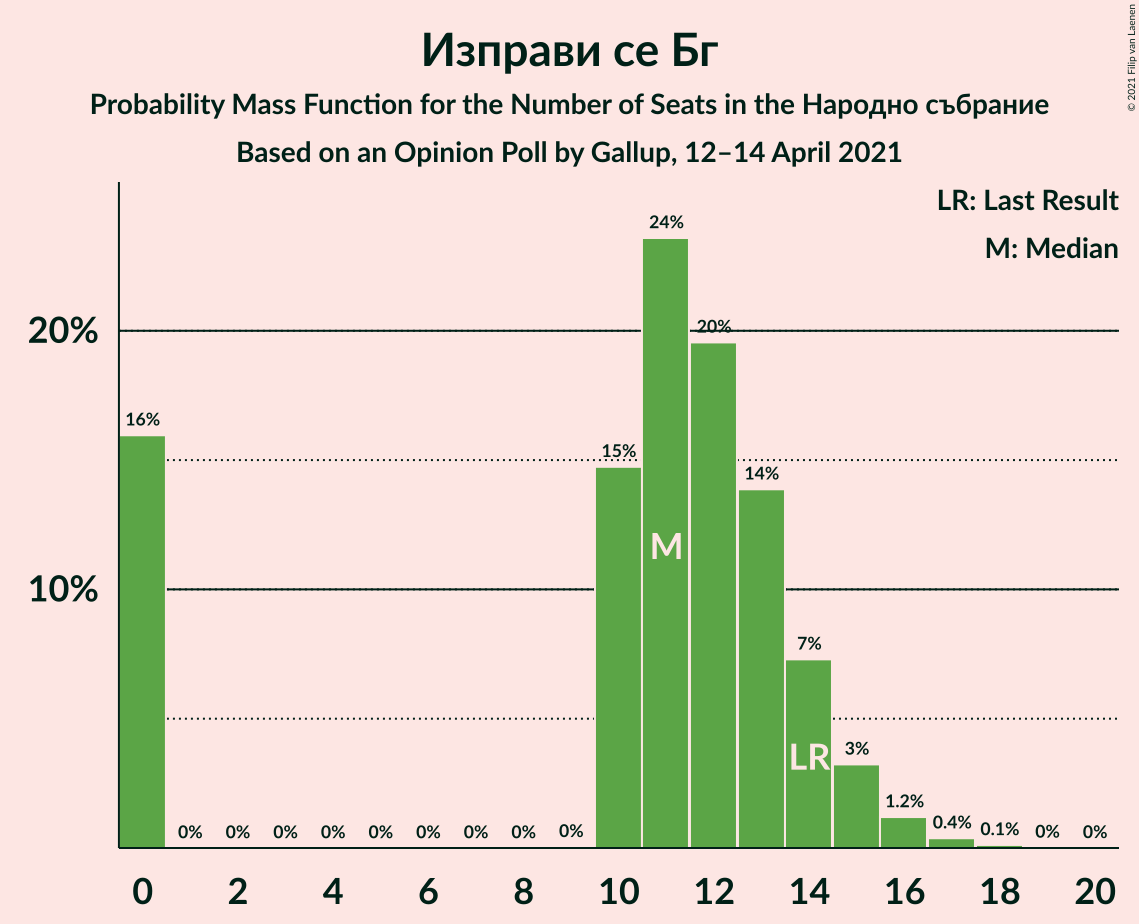 Изправи се Бг
Probability Mass Function for the Number of Seats in the Народно събрание
Based on an Opinion Poll by Gallup, 12–14 April 2021
© 2021 Filip van Laenen
LR: Last Result
M: Median
24%
20%
20%
16%
15%
14%
M
10%
7%
LR
3%
1.2%
0.4%
0.1%
0% 0% 0% 0% 0% 0% 0% 0% 0% 0% 0%
0 2 4 6 8 10 12 14 16 18 20